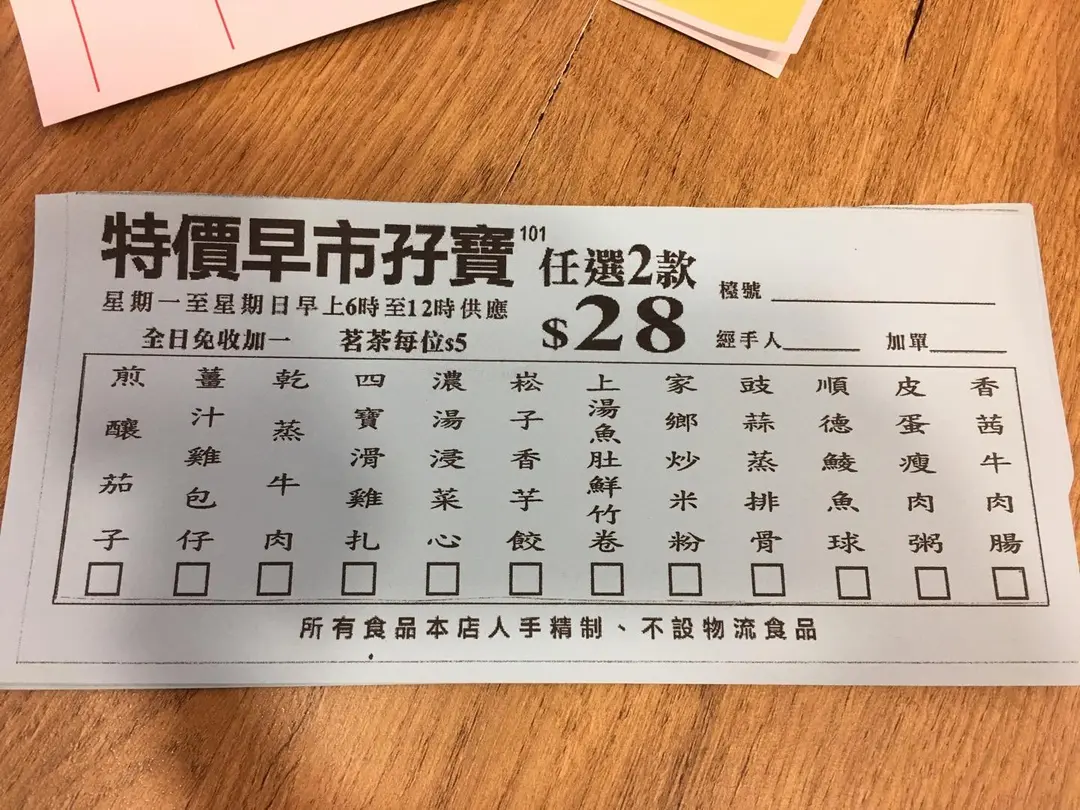 特價早市孖寶101 任選2款
星期一至星期日早上6時至12時供應
全日免收加一 茗茶每位$5
$28
檯號
經手人 加單
香茜牛肉腸
皮蛋瘦肉粥
順德鯪魚球
豉蒜蒸排骨
家鄉炒米粉
上湯魚肚鮮竹卷
崧子香芋餃
濃湯浸菜心
四寶滑雞扎
乾蒸牛肉
薑汁雞包仔
煎釀茄子
所有食品本店人手精制、不設物流食品